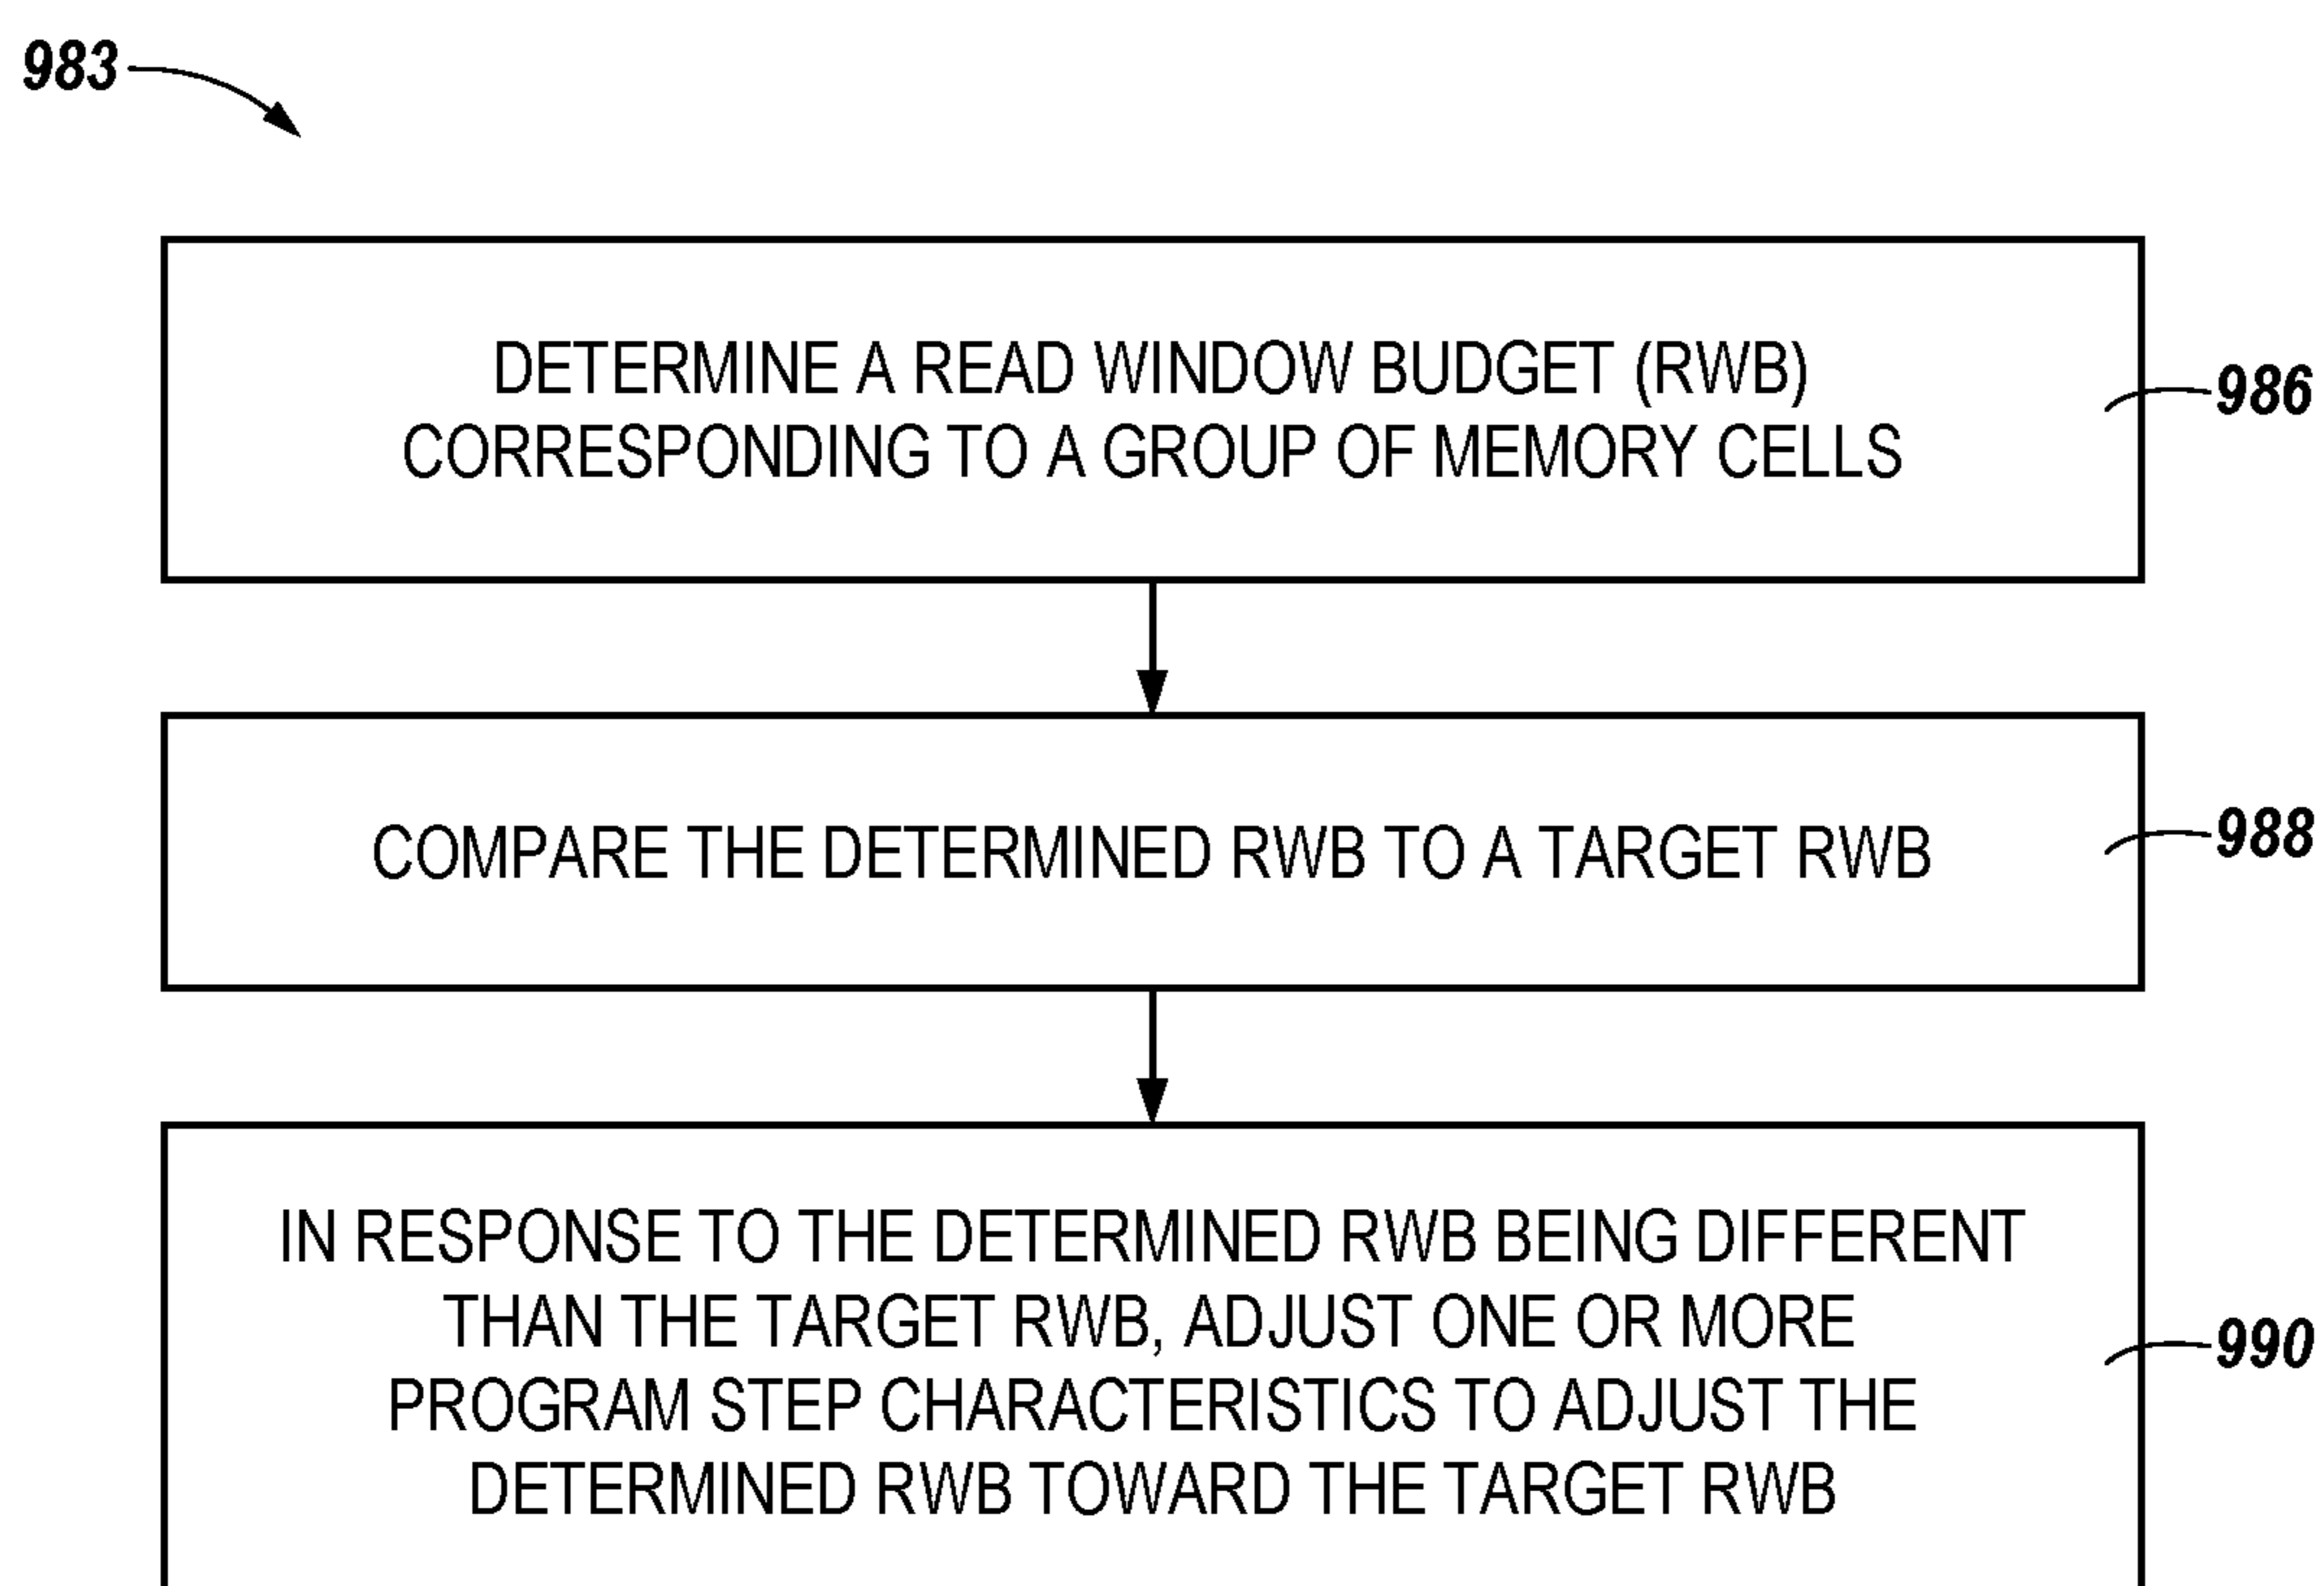 983
DETERMINE A READ WINDOW BUDGET (RWB)
CORRESPONDING TO A GROUP OF MEMORY CELLS
986
COMPARE THE DETERMINED RWB TO A TARGET RWB
988
IN RESPONSE TO THE DETERMINED RWB BEING DIFFERENT
THAN THE TARGET RWB, ADJUST ONE OR MORE
PROGRAM STEP CHARACTERISTICS TO ADJUST THE
DETERMINED RWB TOWARD THE TARGET RWB
990